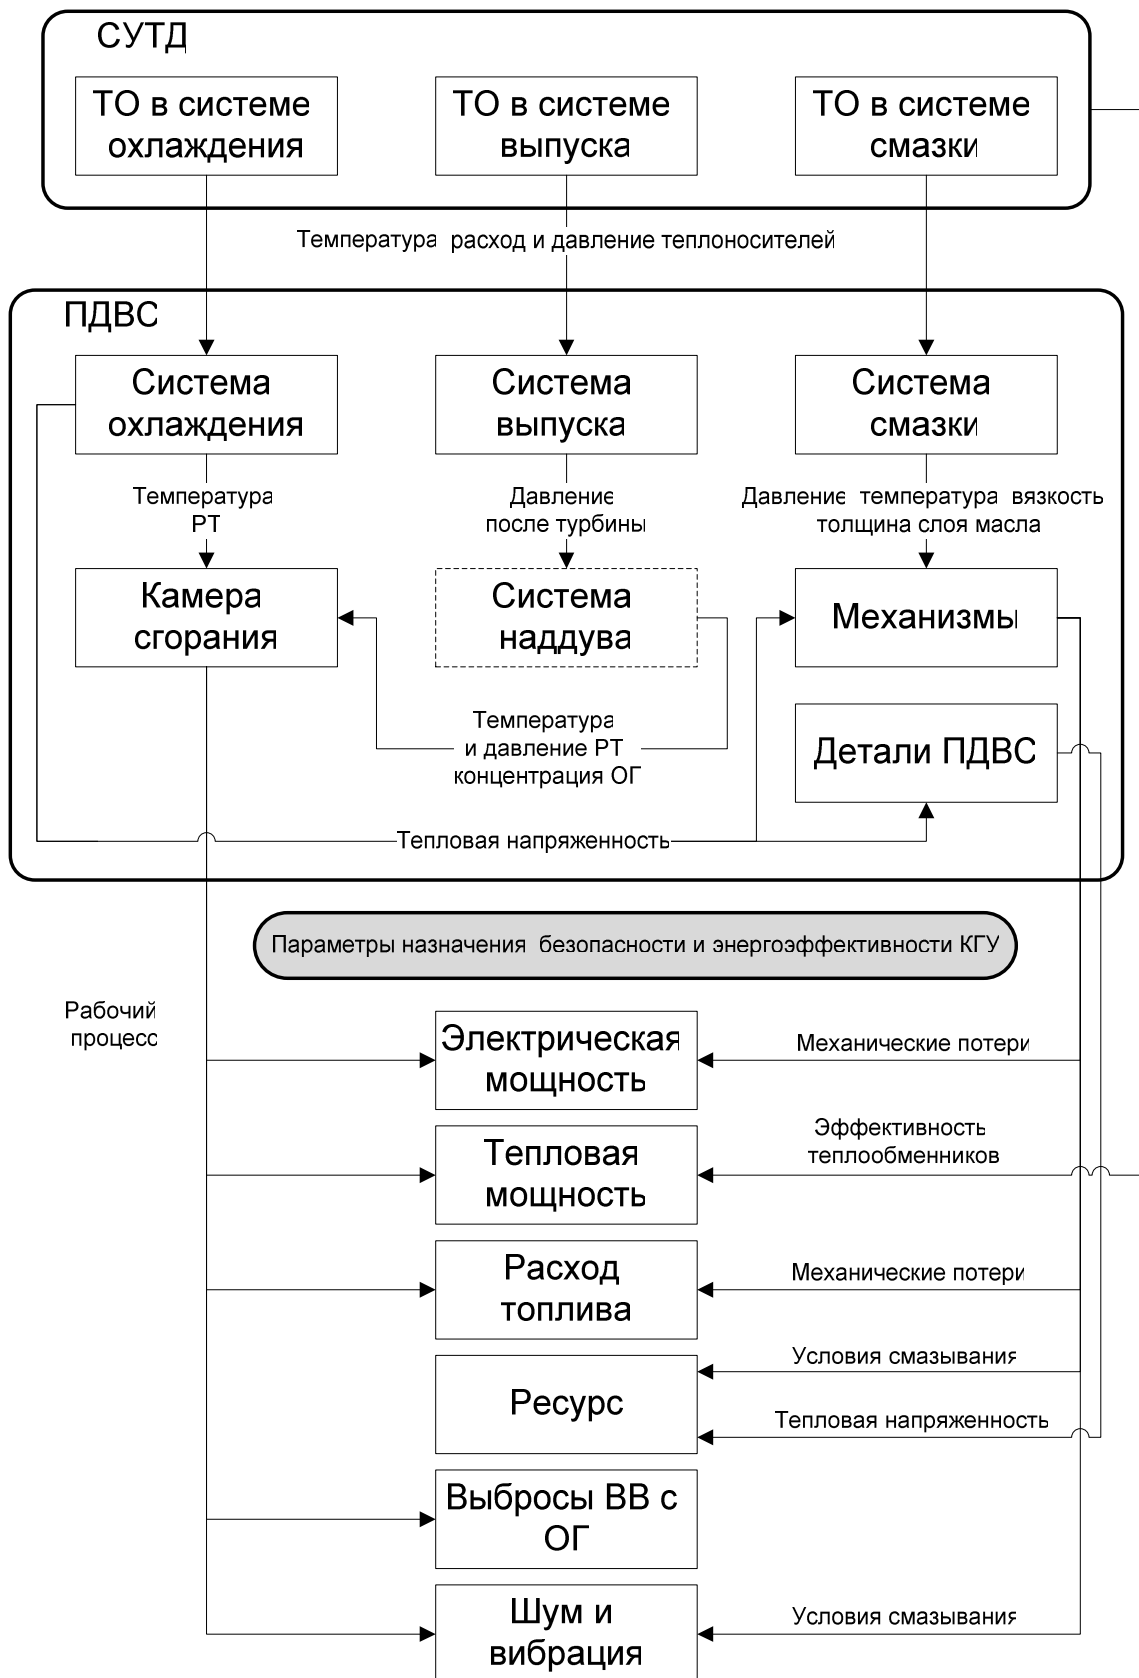 СУТД
ТО в системе
охлаждения
ТО в системе
выпуска
ТО в системе
смазки
Температура расход и давление теплоносителей
ПДВС
Система
охлаждения
Система
выпуска
Система
смазки
Температура
РТ
Давление
после турбины
Давление температура вязкость
толщина слоя масла
Камера
сгорания
Система
наддува
Механизмы
Температура
и давление РТ
концентрация ОГ
Детали ПДВС
Тепловая напряженность
Параметры назначения безопасности и энергоэффективности КГУ
Рабочий
процесс
Электрическая
мощность
Механические потери
Тепловая
мощность
Эффективность
теплообменников
Расход
топлива
Механические потери
Ресурс
Условия смазывания
Тепловая напряженность
Выбросы ВВ с
ОГ
Шум и
вибрация
Условия смазывания